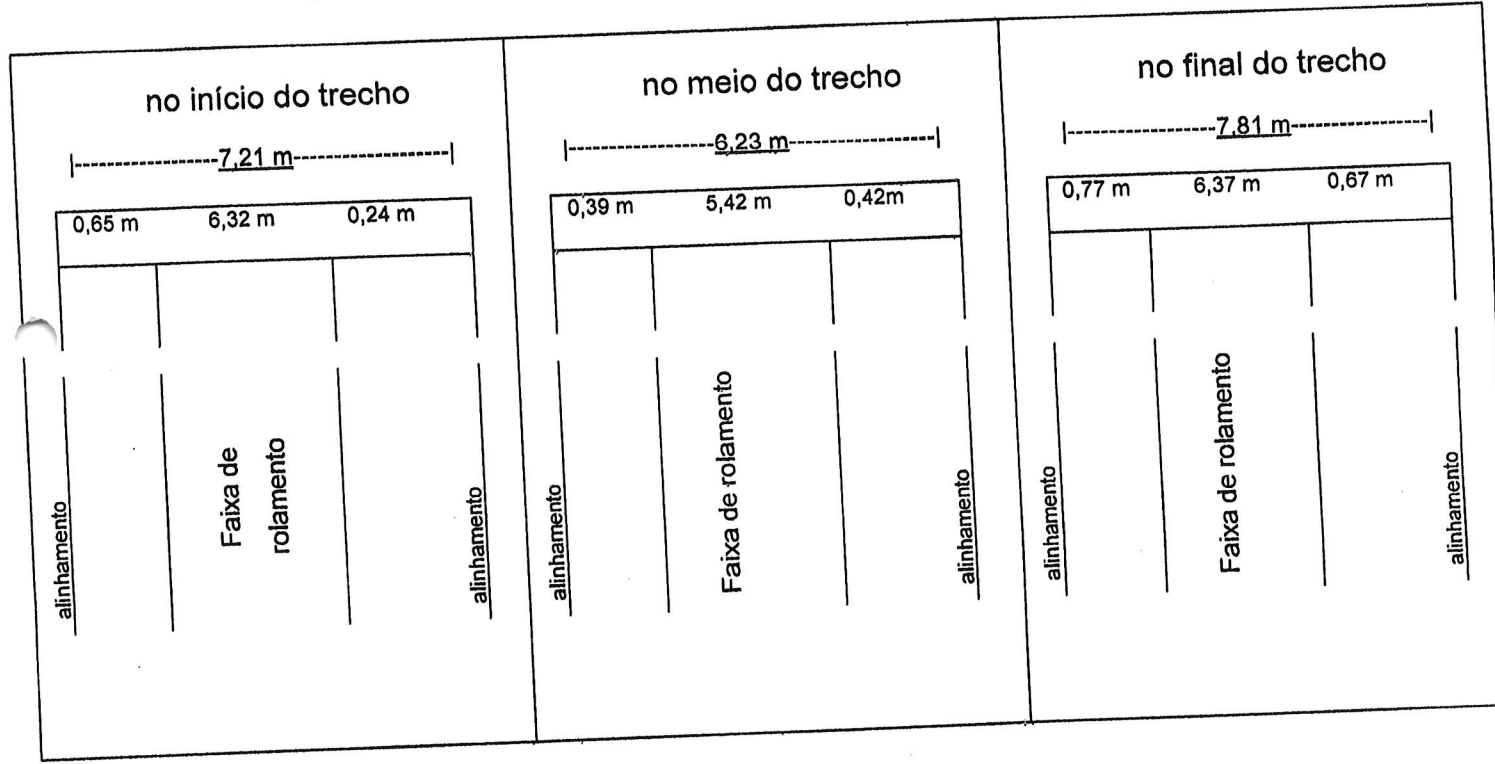 no início do trecho
|----------------7,21 m------------------|
0,65 m 6,32 m 0,24 m
alinhamento
Faixa de
rolamento
alinhamento
no meio do trecho
|----------------6,23 m----------------|
0,39 m 5,42 m 0,42m
alinhamento
Faixa de rolamento
alinhamento
no final do trecho
|----------------7,81 m---------------|
0,77 m 6,37 m 0,67 m
alinhamento
Faixa de rolamento
alinhamento